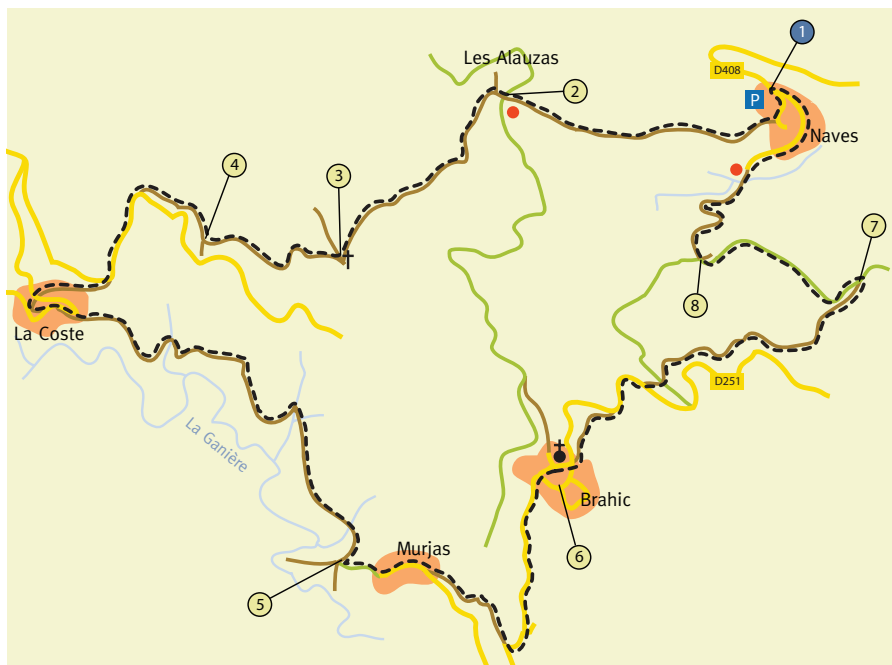 1
D408
Les Alauzas
2
P
Naves
4
3
7
8
La Coste
D251
La Ganière
Brahic
Murjas
6
5